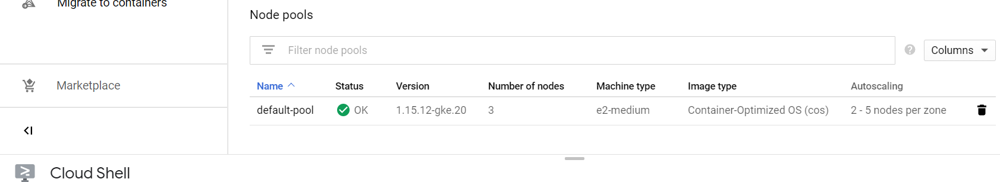 Migrate to containers
Node pools
Filter node pools
Columns
Marketplace
Name Status Version Number of nodes Machine type Image type Autoscaling
default-pool OK 1.15.12-gke.20 3 e2-medium Container-Optimized OS (cos) 2 - 5 nodes per zone
Cloud Shell